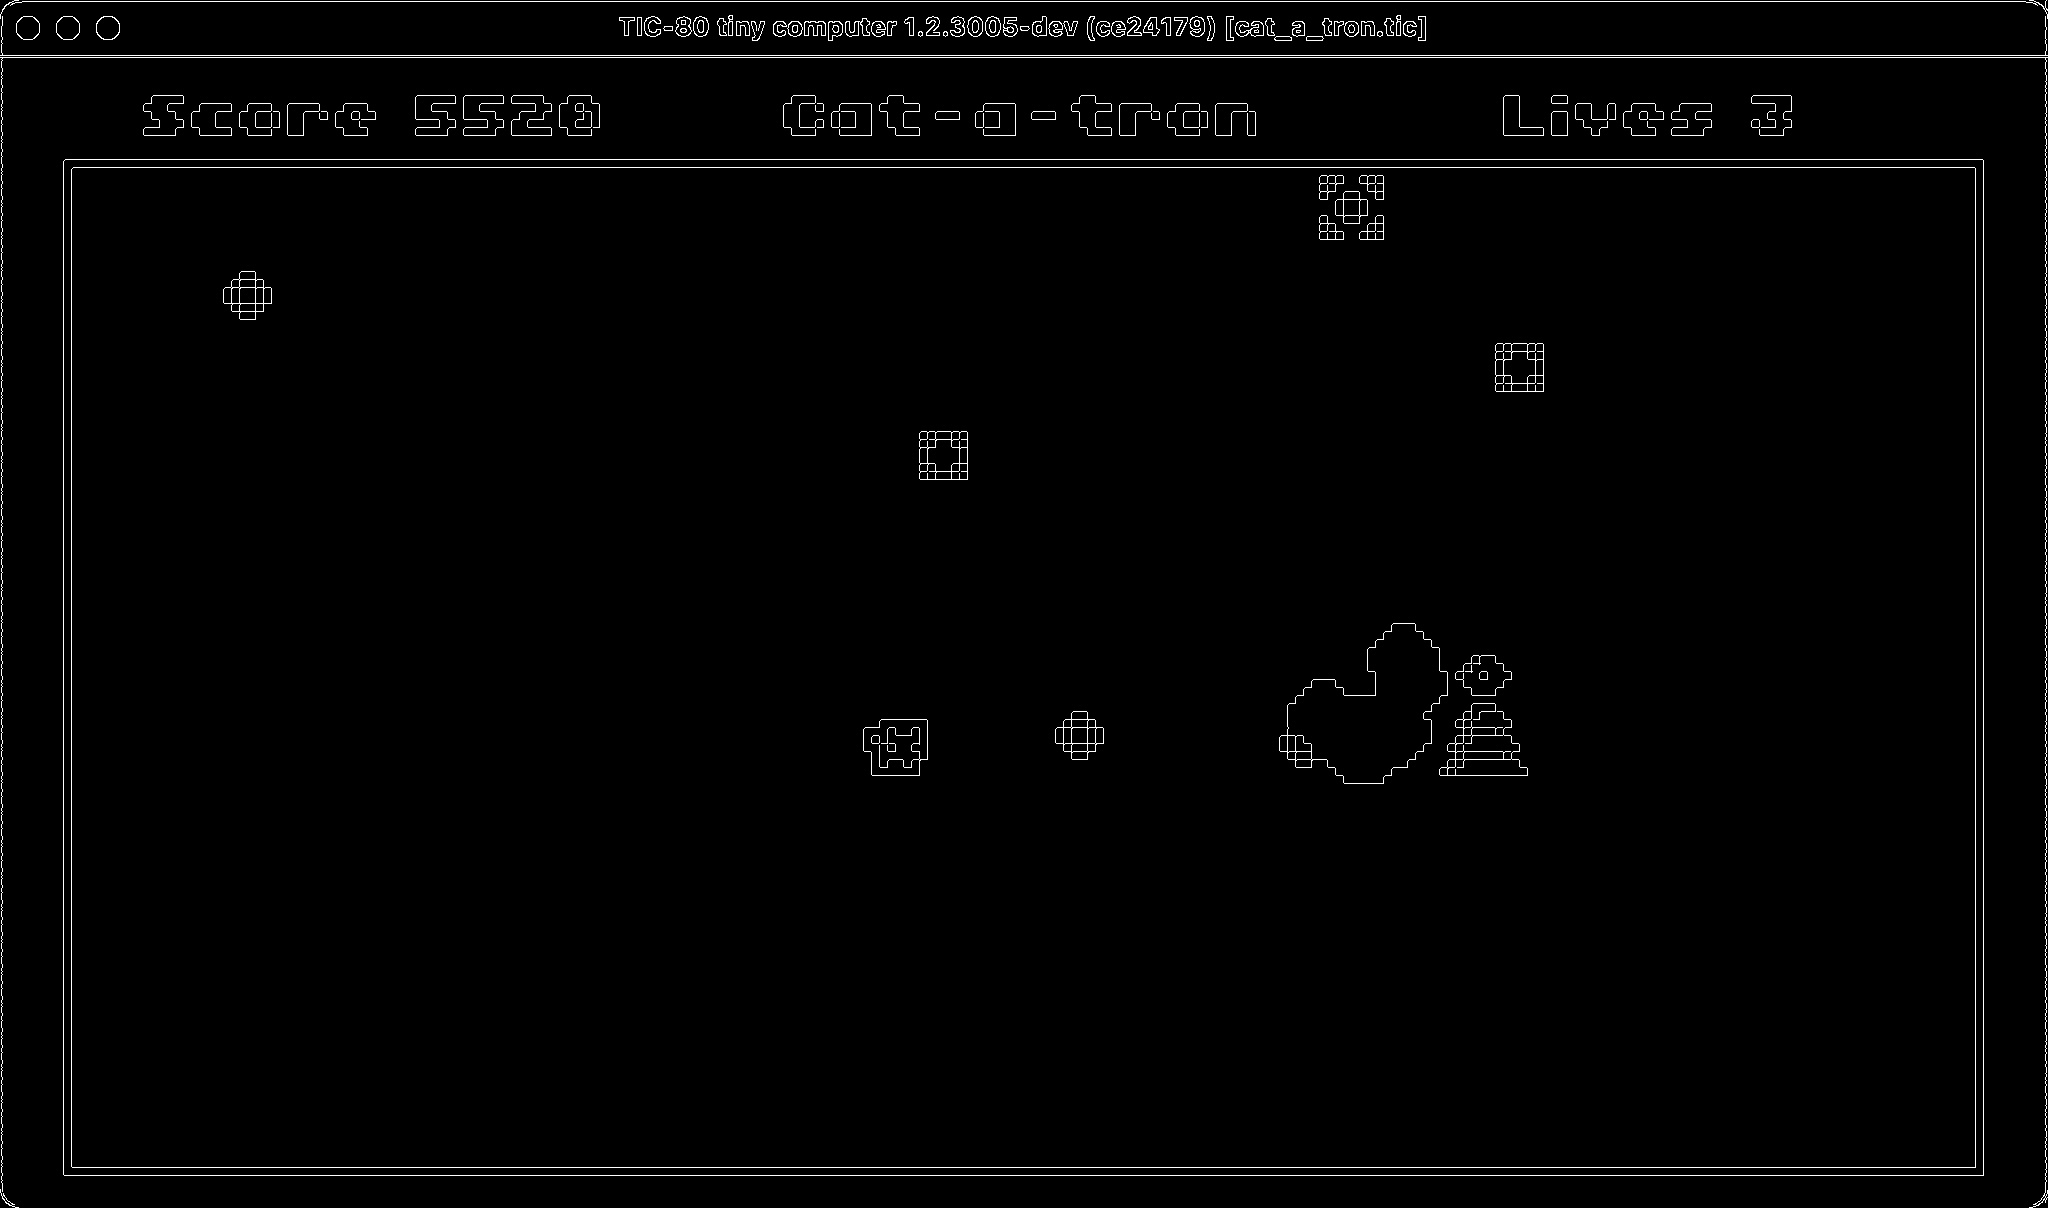 TIC-80 tiny computer 1.2.3005-dev (ce24179) [cat_a_tron.tic]
Score 5520 Cat-a-tron Lives 3